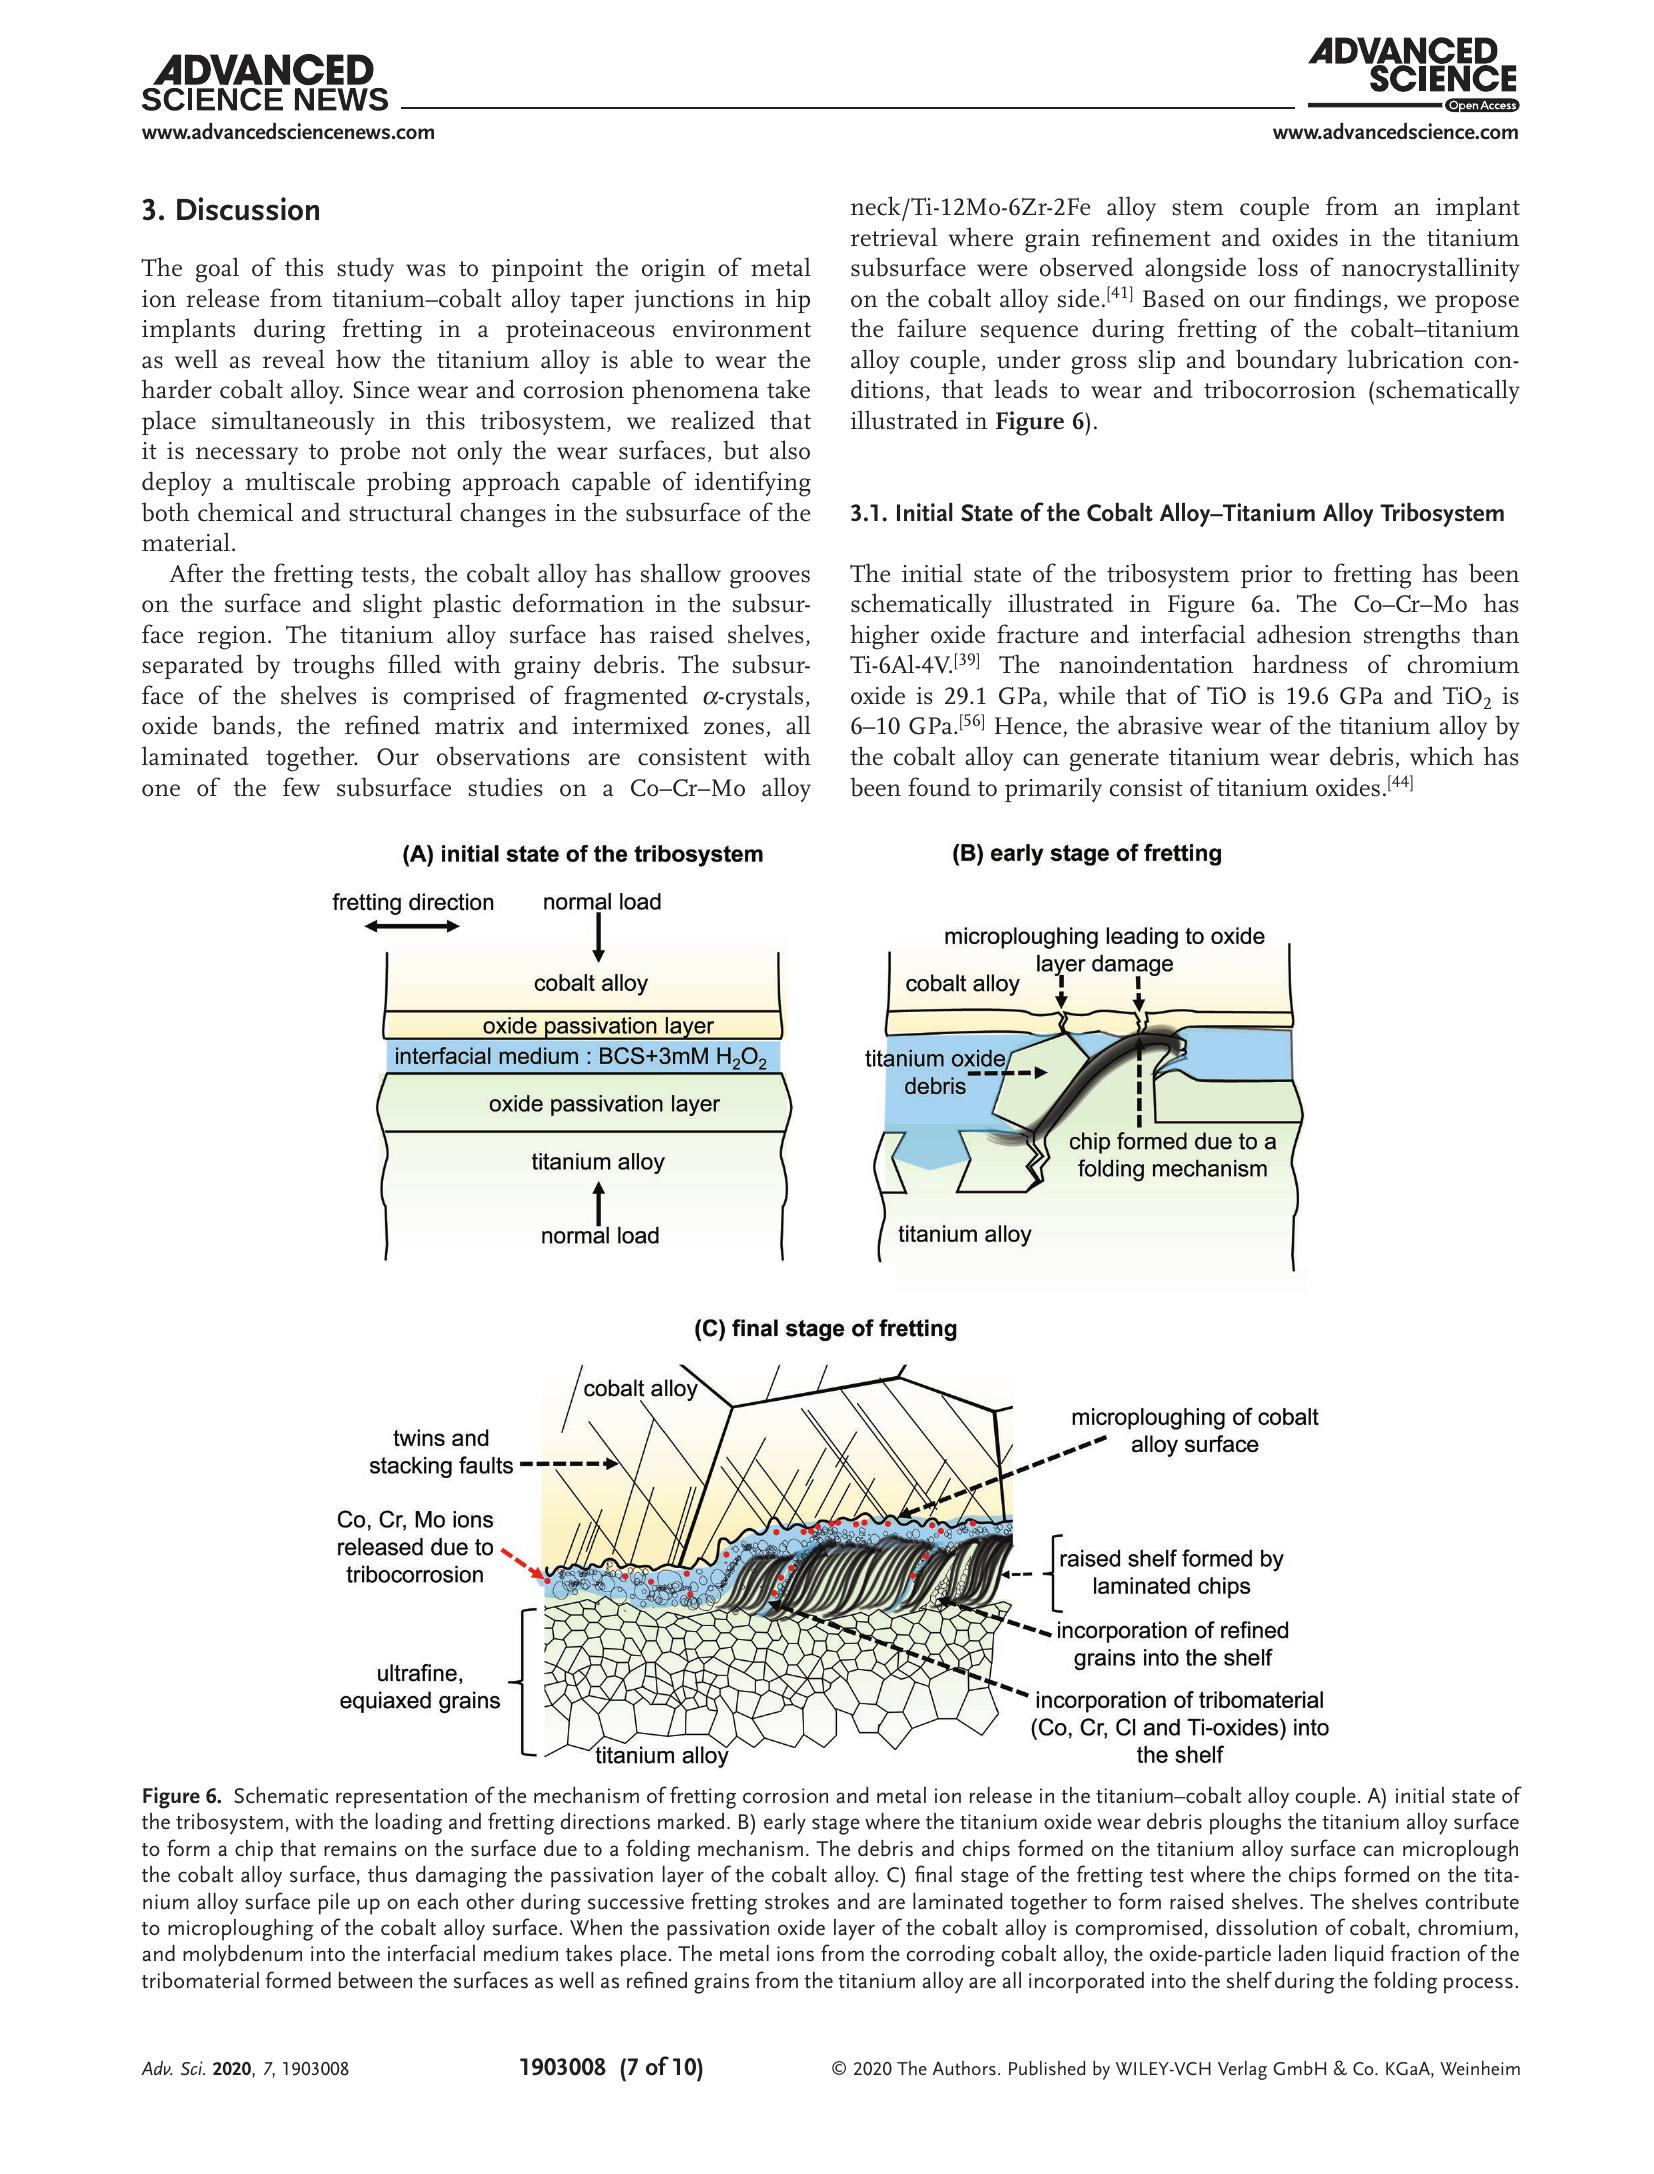 ADVANCED
SCIENCE NEWS
www.advancedsciencenews.com
ADVANCED
SCIENCE
Open Access
www.advancedscience.com
3. Discussion
The goal of this study was to pinpoint the origin of metal
ion release from titanium–cobalt alloy taper junctions in hip
implants during fretting in a proteinaceous environment
as well as reveal how the titanium alloy is able to wear the
harder cobalt alloy. Since wear and corrosion phenomena take
place simultaneously in this tribosystem, we realized that
it is necessary to probe not only the wear surfaces, but also
deploy a multiscale probing approach capable of identifying
both chemical and structural changes in the subsurface of the
material.
After the fretting tests, the cobalt alloy has shallow grooves
on the surface and slight plastic deformation in the subsur-
face region. The titanium alloy surface has raised shelves,
separated by troughs filled with grainy debris. The subsur-
face of the shelves is comprised of fragmented α-crystals,
oxide bands, the refined matrix and intermixed zones, all
laminated together. Our observations are consistent with
one of the few subsurface studies on a Co–Cr–Mo alloy
neck/Ti-12Mo-6Zr-2Fe alloy stem couple from an implant
retrieval where grain refinement and oxides in the titanium
subsurface were observed alongside loss of nanocrystallinity
on the cobalt alloy side.[41] Based on our findings, we propose
the failure sequence during fretting of the cobalt–titanium
alloy couple, under gross slip and boundary lubrication con-
ditions, that leads to wear and tribocorrosion (schematically
illustrated in Figure 6).
3.1. Initial State of the Cobalt Alloy–Titanium Alloy Tribosystem
The initial state of the tribosystem prior to fretting has been
schematically illustrated in Figure 6a. The Co–Cr–Mo has
higher oxide fracture and interfacial adhesion strengths than
Ti-6Al-4V.[39] The nanoindentation hardness of chromium
oxide is 29.1 GPa, while that of TiO is 19.6 GPa and TiO2 is
6–10 GPa.[56] Hence, the abrasive wear of the titanium alloy by
the cobalt alloy can generate titanium wear debris, which has
been found to primarily consist of titanium oxides.[44]
(A) initial state of the tribosystem
fretting direction
normal load
cobalt alloy
oxide passivation layer
interfacial medium : BCS+3mM H2O2
oxide passivation layer
titanium alloy
normal load
(B) early stage of fretting
microploughing leading to oxide
layer damage
cobalt alloy
titanium oxide
debris
chip formed due to a
folding mechanism
titanium alloy
(C) final stage of fretting
cobalt alloy
twins and
stacking faults
Co, Cr, Mo ions
released due to
tribocorrosion
ultrafine,
equiaxed grains
titanium alloy
microploughing of cobalt
alloy surface
raised shelf formed by
laminated chips
incorporation of refined
grains into the shelf
incorporation of tribomaterial
(Co, Cr, Cl and Ti-oxides) into
the shelf
Figure 6. Schematic representation of the mechanism of fretting corrosion and metal ion release in the titanium–cobalt alloy couple. A) initial state of
the tribosystem, with the loading and fretting directions marked. B) early stage where the titanium oxide wear debris ploughs the titanium alloy surface
to form a chip that remains on the surface due to a folding mechanism. The debris and chips formed on the titanium alloy surface can microplough
the cobalt alloy surface, thus damaging the passivation layer of the cobalt alloy. C) final stage of the fretting test where the chips formed on the tita-
nium alloy surface pile up on each other during successive fretting strokes and are laminated together to form raised shelves. The shelves contribute
to microploughing of the cobalt alloy surface. When the passivation oxide layer of the cobalt alloy is compromised, dissolution of cobalt, chromium,
and molybdenum into the interfacial medium takes place. The metal ions from the corroding cobalt alloy, the oxide-particle laden liquid fraction of the
tribomaterial formed between the surfaces as well as refined grains from the titanium alloy are all incorporated into the shelf during the folding process.
Adv. Sci. 2020, 7, 1903008
1903008 (7 of 10)
© 2020 The Authors. Published by WILEY-VCH Verlag GmbH & Co. KGaA, Weinheim